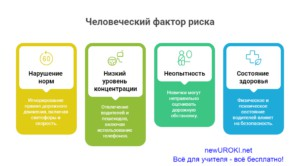 Человеческий фактор риска
60
Нарушение
норм
Игнорирование
правил дорожного
движения, включая
светофоры и
скорость.
Низкий
уровень
концентрации
Отвлечение
водителей и
пешеходов,
включая
использование
телефонов.
Неопытность
Новички могут
неправильно
оценивать
дорожную
обстановку.
Состояние
здоровья
Физическое и
психическое
состояние
водителей влияет
на безопасность.
newUROKI.net
Всё для учителя - всё бесплатно!